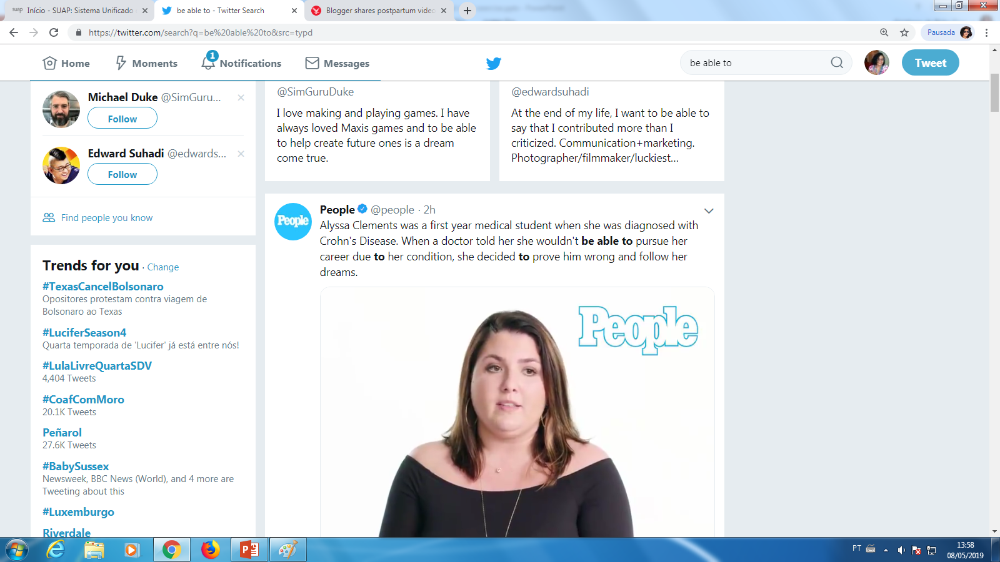 suap Início - SUAP: Sistema Unificado
be able to - Twitter Search
Blogger shares postpartum video
https://twitter.com/search?q=be%20able%20to&src=typd
Pausada
Home
Moments
1
Notifications
Messages
be able to
Tweet
Michael Duke @SimGuru...
Follow
Edward Suhadi @edwards...
Follow
Find people you know
@SimGuruDuke
I love making and playing games. I have
always loved Maxis games and to be able
to help create future ones is a dream
come true.
@edwardsuhadi
At the end of my life, I want to be able to
say that I contributed more than I
criticized. Communication+marketing.
Photographer/filmmaker/luckiest...
Trends for you · Change
#TexasCancelBolsonaro
Opositores protestam contra viagem de
Bolsonaro ao Texas
#LuciferSeason4
Quarta temporada de 'Lucifer' já está entre nós!
#LulaLivreQuartaSDV
4,404 Tweets
#CoafComMoro
20.1K Tweets
Peñarol
27.6K Tweets
#BabySussex
Newsweek, BBC News (World), and 4 more are
Tweeting about this
#Luxemburgo
Riverdale
People
People @people · 2h
Alyssa Clements was a first year medical student when she was diagnosed with
Crohn's Disease. When a doctor told her she wouldn't be able to pursue her
career due to her condition, she decided to prove him wrong and follow her
dreams.
People
PT
13:58
08/05/2019